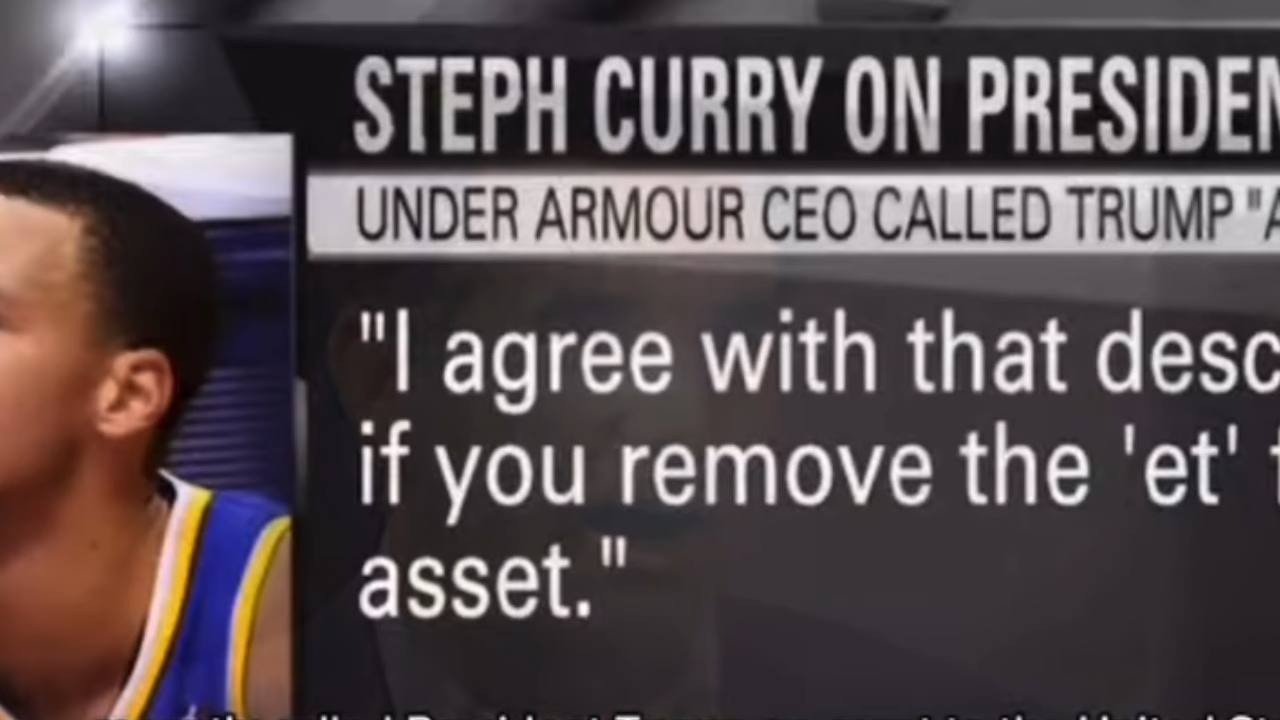 STEPH CURRY ON PRESIDEN
UNDER ARMOUR CEO CALLED TRUMP "A
"I agree with that desc
if you remove the 'et' f
asset."